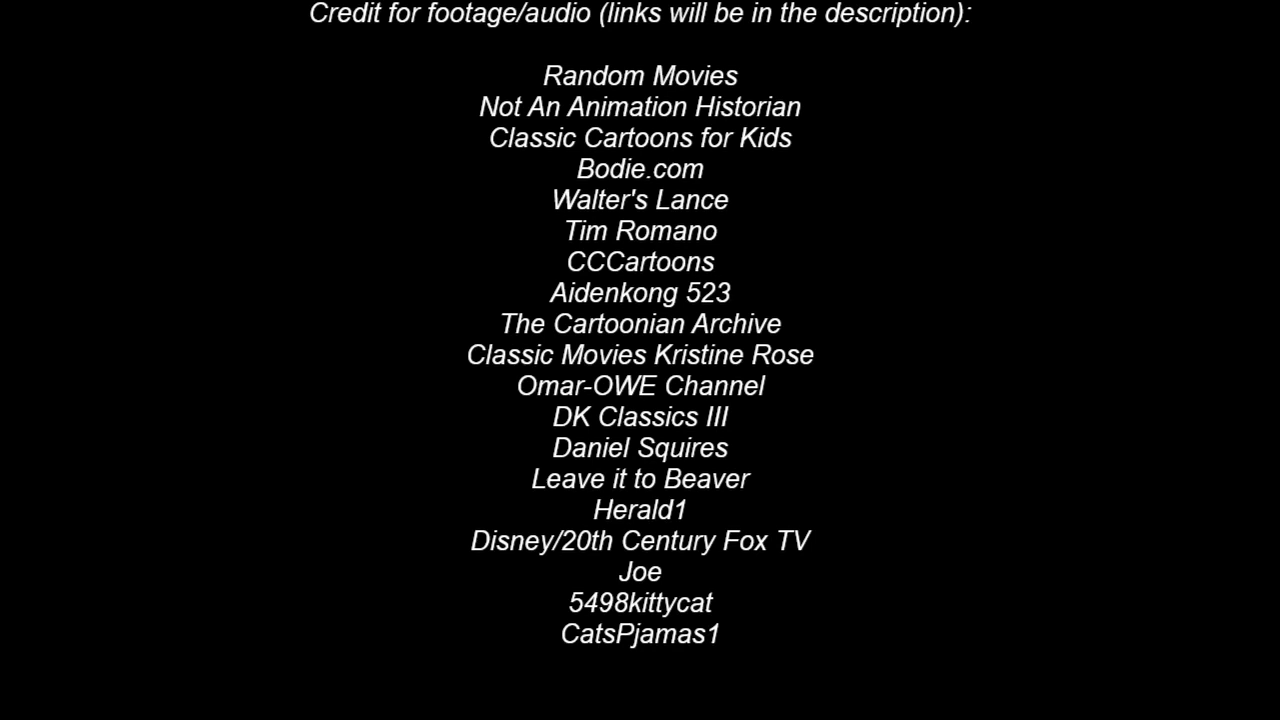 Credit for footage/audio (links will be in the description):
Random Movies
Not An Animation Historian
Classic Cartoons for Kids
Bodie.com
Walter's Lance
Tim Romano
CCCartoons
Aidenkong 523
The Cartoonian Archive
Classic Movies Kristine Rose
Omar-OWE Channel
DK Classics III
Daniel Squires
Leave it to Beaver
Herald1
Disney/20th Century Fox TV
Joe
5498kittycat
CatsPjamas1